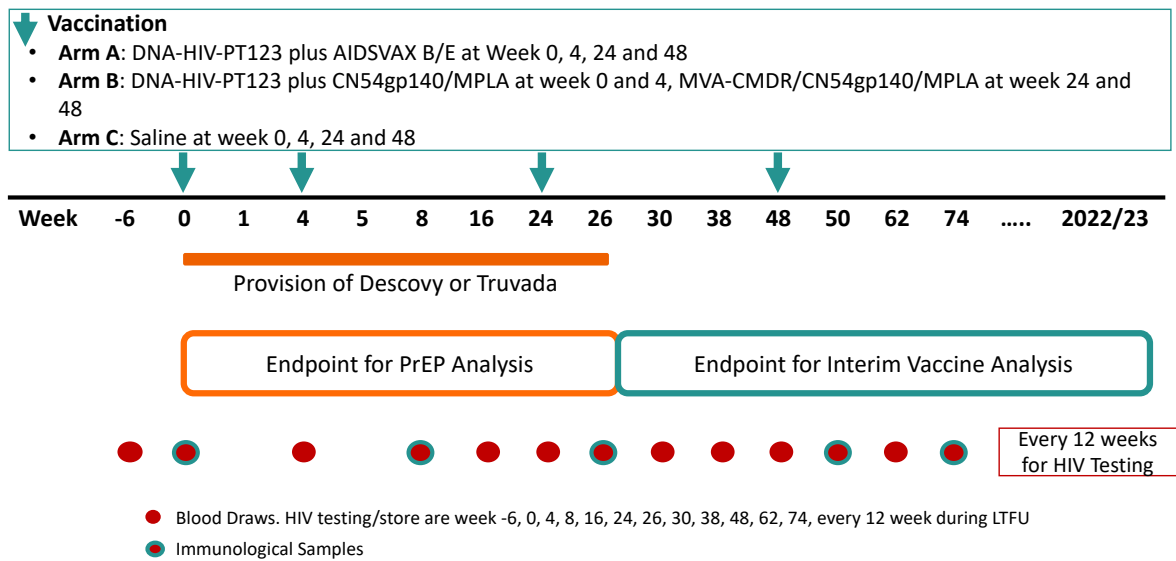 Vaccination
• Arm A: DNA-HIV-PT123 plus AIDSVAX B/E at Week 0, 4, 24 and 48
• Arm B: DNA-HIV-PT123 plus CN54gp140/MPLA at week 0 and 4, MVA-CMDR/CN54gp140/MPLA at week 24 and
48
• Arm C: Saline at week 0, 4, 24 and 48
Week -6 0 1 4 5 8 16 24 26 30 38 48 50 62 74 ..... 2022/23
Provision of Descovy or Truvada
Endpoint for PrEP Analysis Endpoint for Interim Vaccine Analysis
Every 12 weeks
for HIV Testing
Blood Draws. HIV testing/store are week -6, 0, 4, 8, 16, 24, 26, 30, 38, 48, 62, 74, every 12 week during LTFU
Immunological Samples